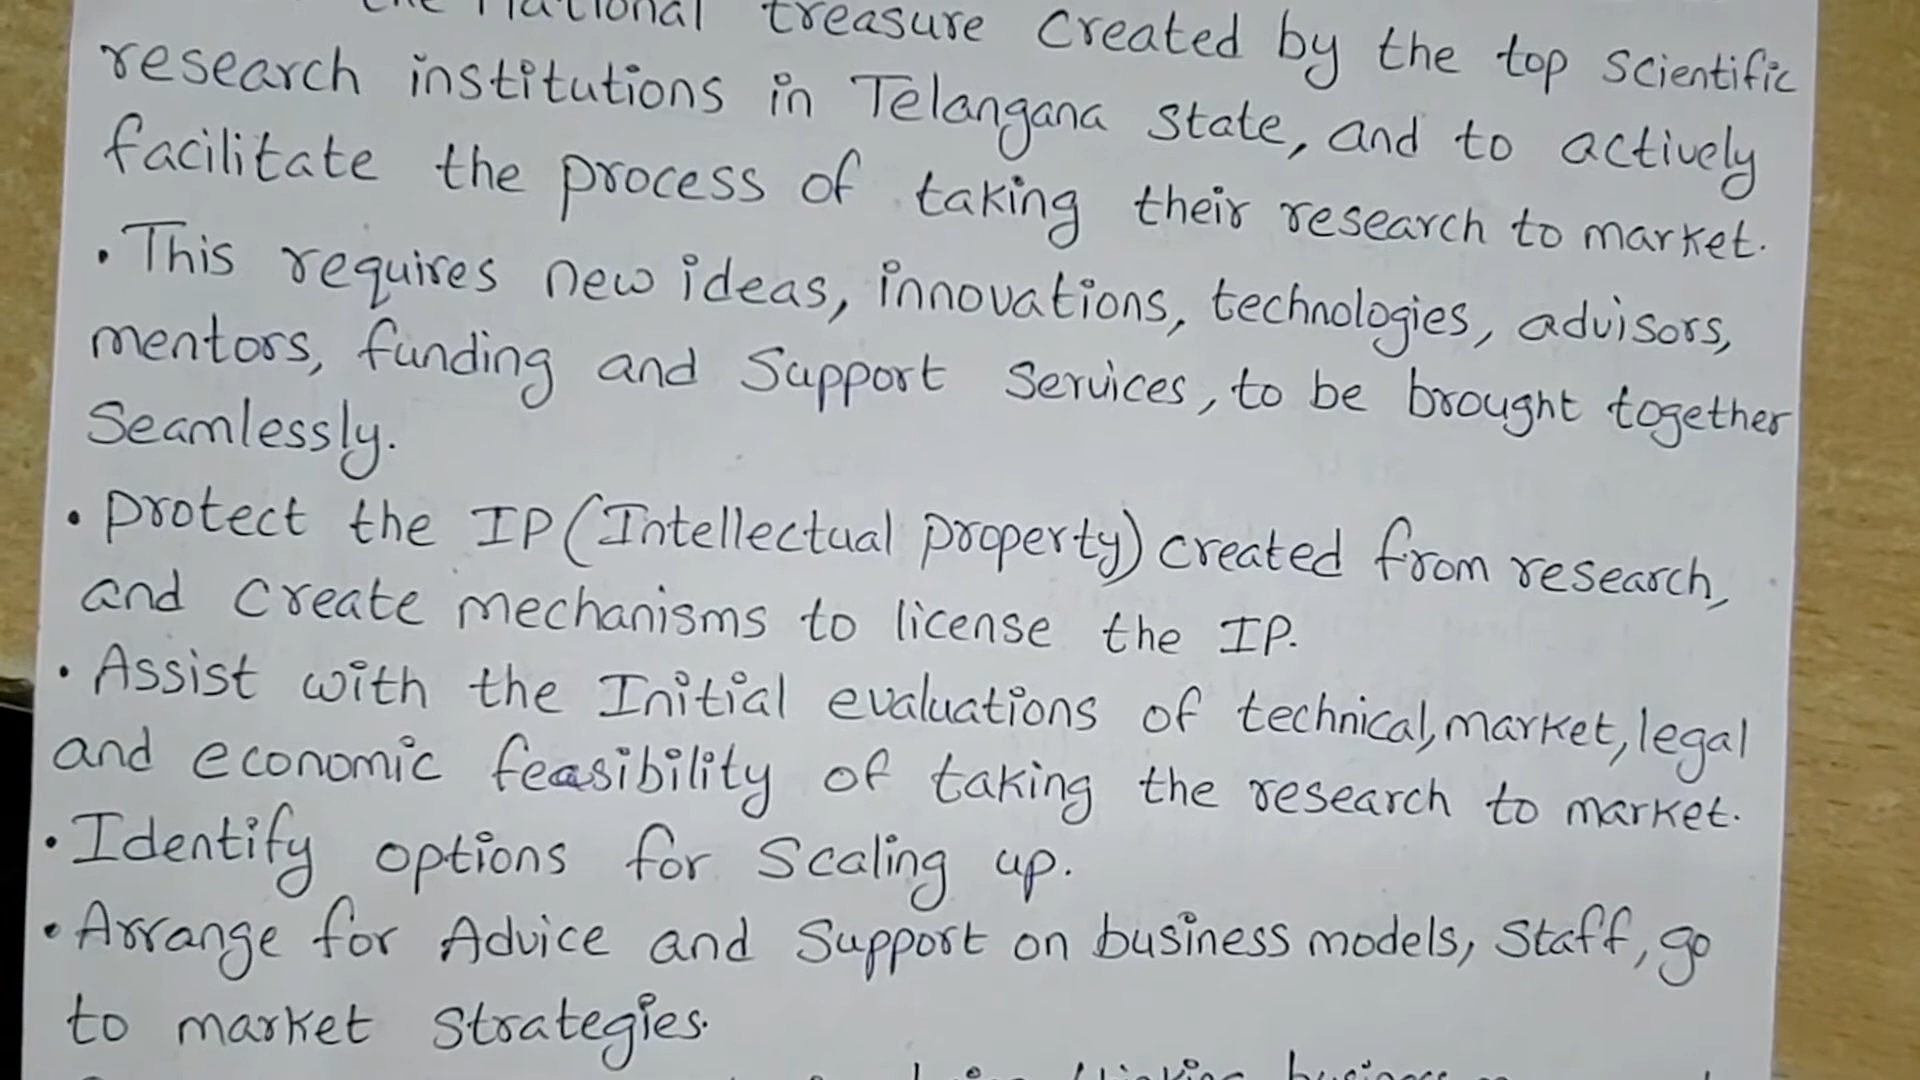 the National treasure created by the top scientific
research institutions in Telangana state, and to actively
facilitate the process of taking their research to market.
• This requires new ideas, innovations, technologies, advisors,
mentors, funding and Support Services, to be brought together
Seamlessly.
• protect the IP (Intellectual property) created from research,
and create mechanisms to license the IP.
• Assist with the Initial evaluations of technical, market, legal
and economic feasibility of taking the research to market.
• Identify options for Scaling up.
• Arrange for Advice and Support on business models, Staff, go
to market Strategies.
thinking business